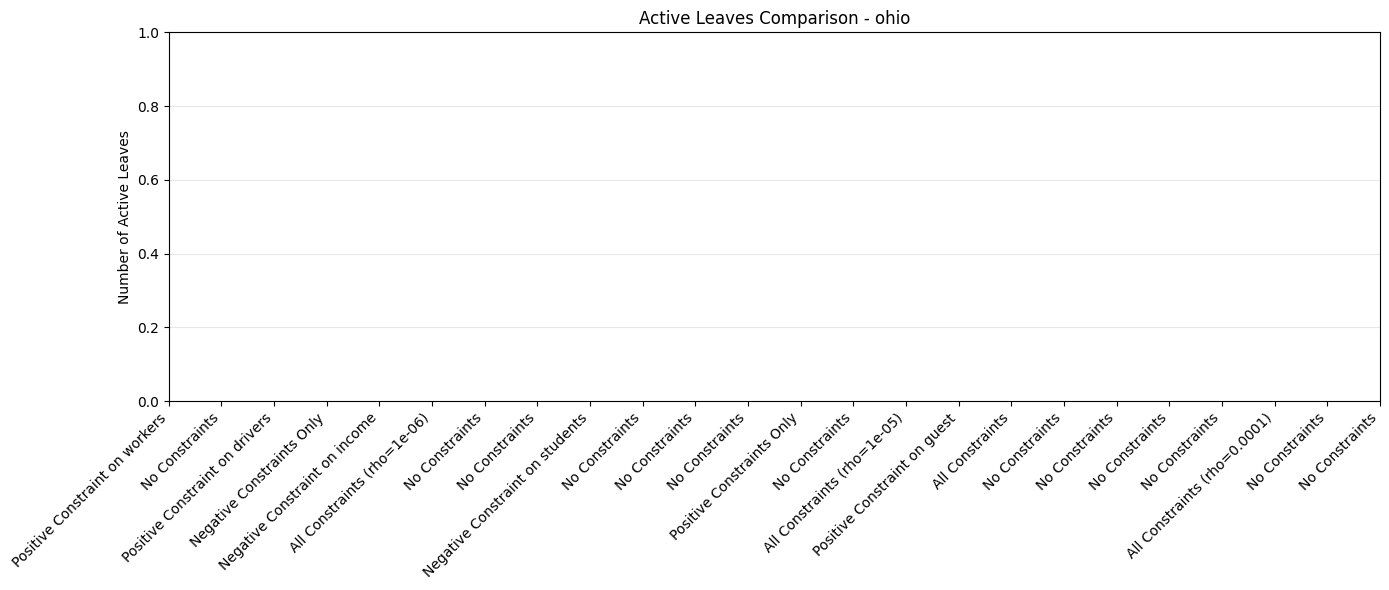 Active Leaves Comparison - ohio
Number of Active Leaves
1.0
0.8
0.6
0.4
0.2
0.0
Positive Constraint on workers
No Constraints
Positive Constraint on drivers
Negative Constraints Only
Negative Constraint on income
All Constraints (rho=1e-06)
No Constraints
No Constraints
Negative Constraint on students
No Constraints
No Constraints
No Constraints
Positive Constraints Only
No Constraints
All Constraints (rho=1e-05)
Positive Constraint on guest
All Constraints
No Constraints
No Constraints
No Constraints
No Constraints
All Constraints (rho=0.0001)
No Constraints
No Constraints